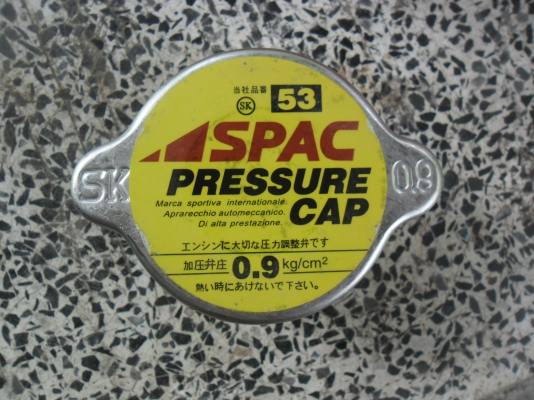 当社品番 53
SK
SPAC
PRESSURE
CAP
Marca sportiva internationale.
Aprarecchio automeccanico.
Di alta prestazione.
SK
0.9
エンジンに大切な圧力調整弁です
加圧弁庄 0.9 kg/cm²
熱い時にあけないで下さい。